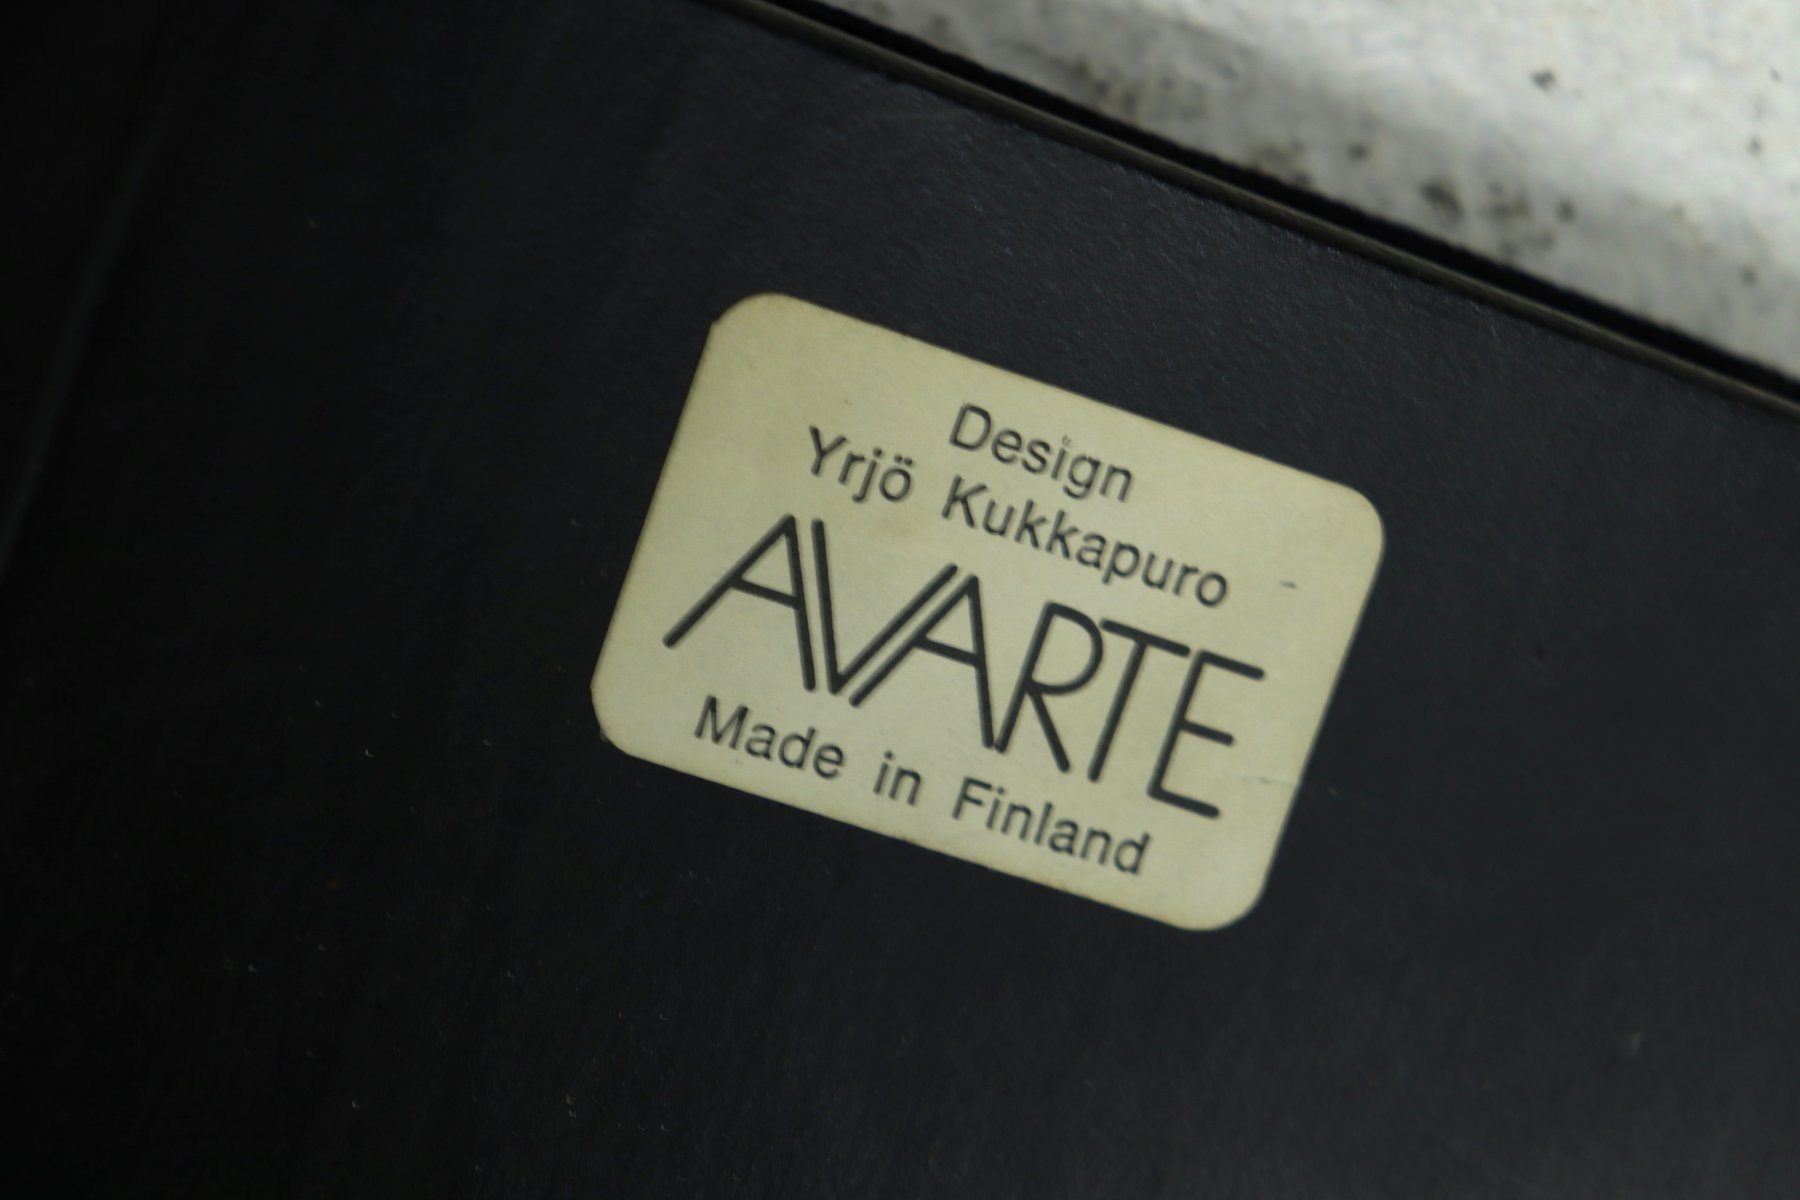 Design
Yrjö Kukkapuro
AVARTE
Made in Finland